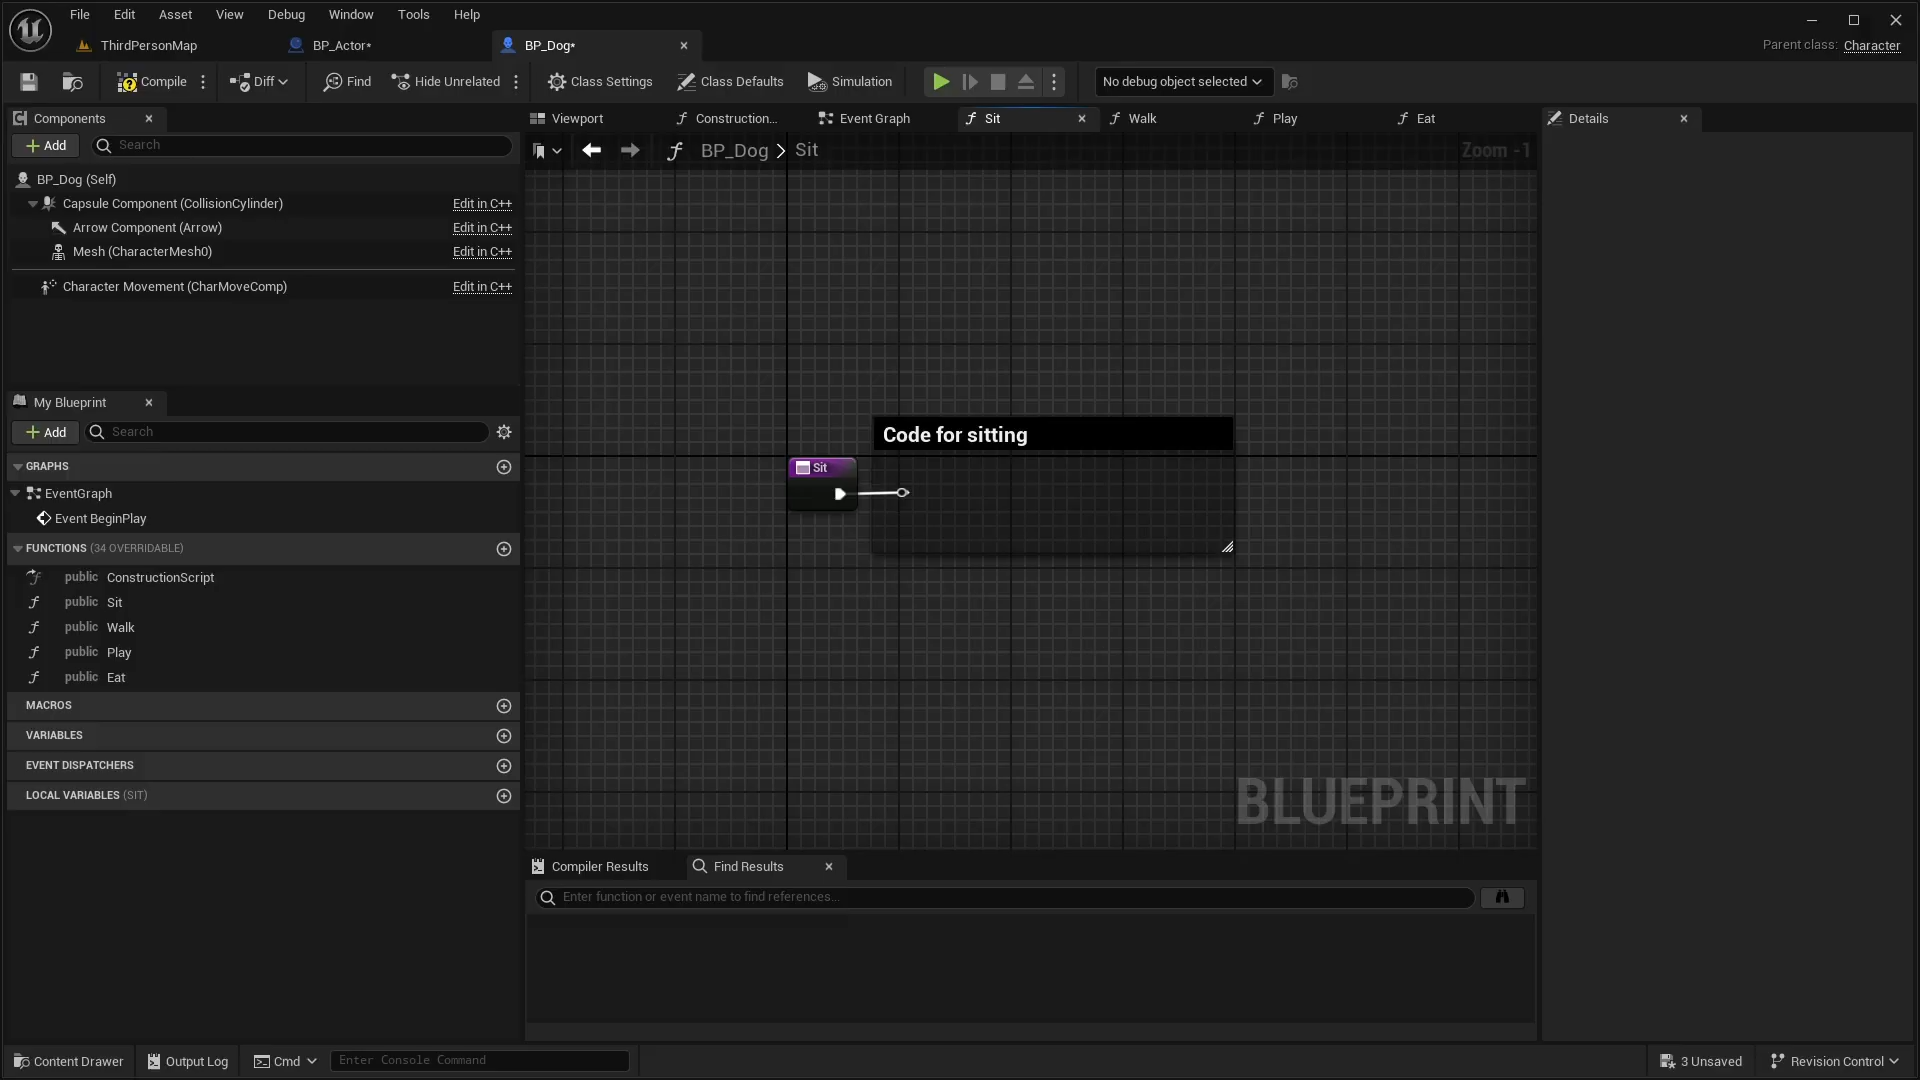 File Edit Asset View Debug Window Tools Help
ThirdPersonMap BP_Actor* BP_Dog* Parent class: Character
Compile Diff Find Hide Unrelated Class Settings Class Defaults Simulation No debug object selected
Components
Add Search
BP_Dog (Self)
Capsule Component (CollisionCylinder) Edit in C++
Arrow Component (Arrow) Edit in C++
Mesh (CharacterMesh0) Edit in C++
Character Movement (CharMoveComp) Edit in C++
My Blueprint
Add Search
GRAPHS
EventGraph
Event BeginPlay
FUNCTIONS (34 OVERRIDABLE)
public ConstructionScript
public Sit
public Walk
public Play
public Eat
MACROS
VARIABLES
EVENT DISPATCHERS
LOCAL VARIABLES (SIT)
Viewport Construction... Event Graph Sit Walk Play Eat
BP_Dog > Sit Zoom -1
Code for sitting
Sit
BLUEPRINT
Compiler Results Find Results
Enter function or event name to find references...
Details
Content Drawer Output Log Cmd Enter Console Command 3 Unsaved Revision Control